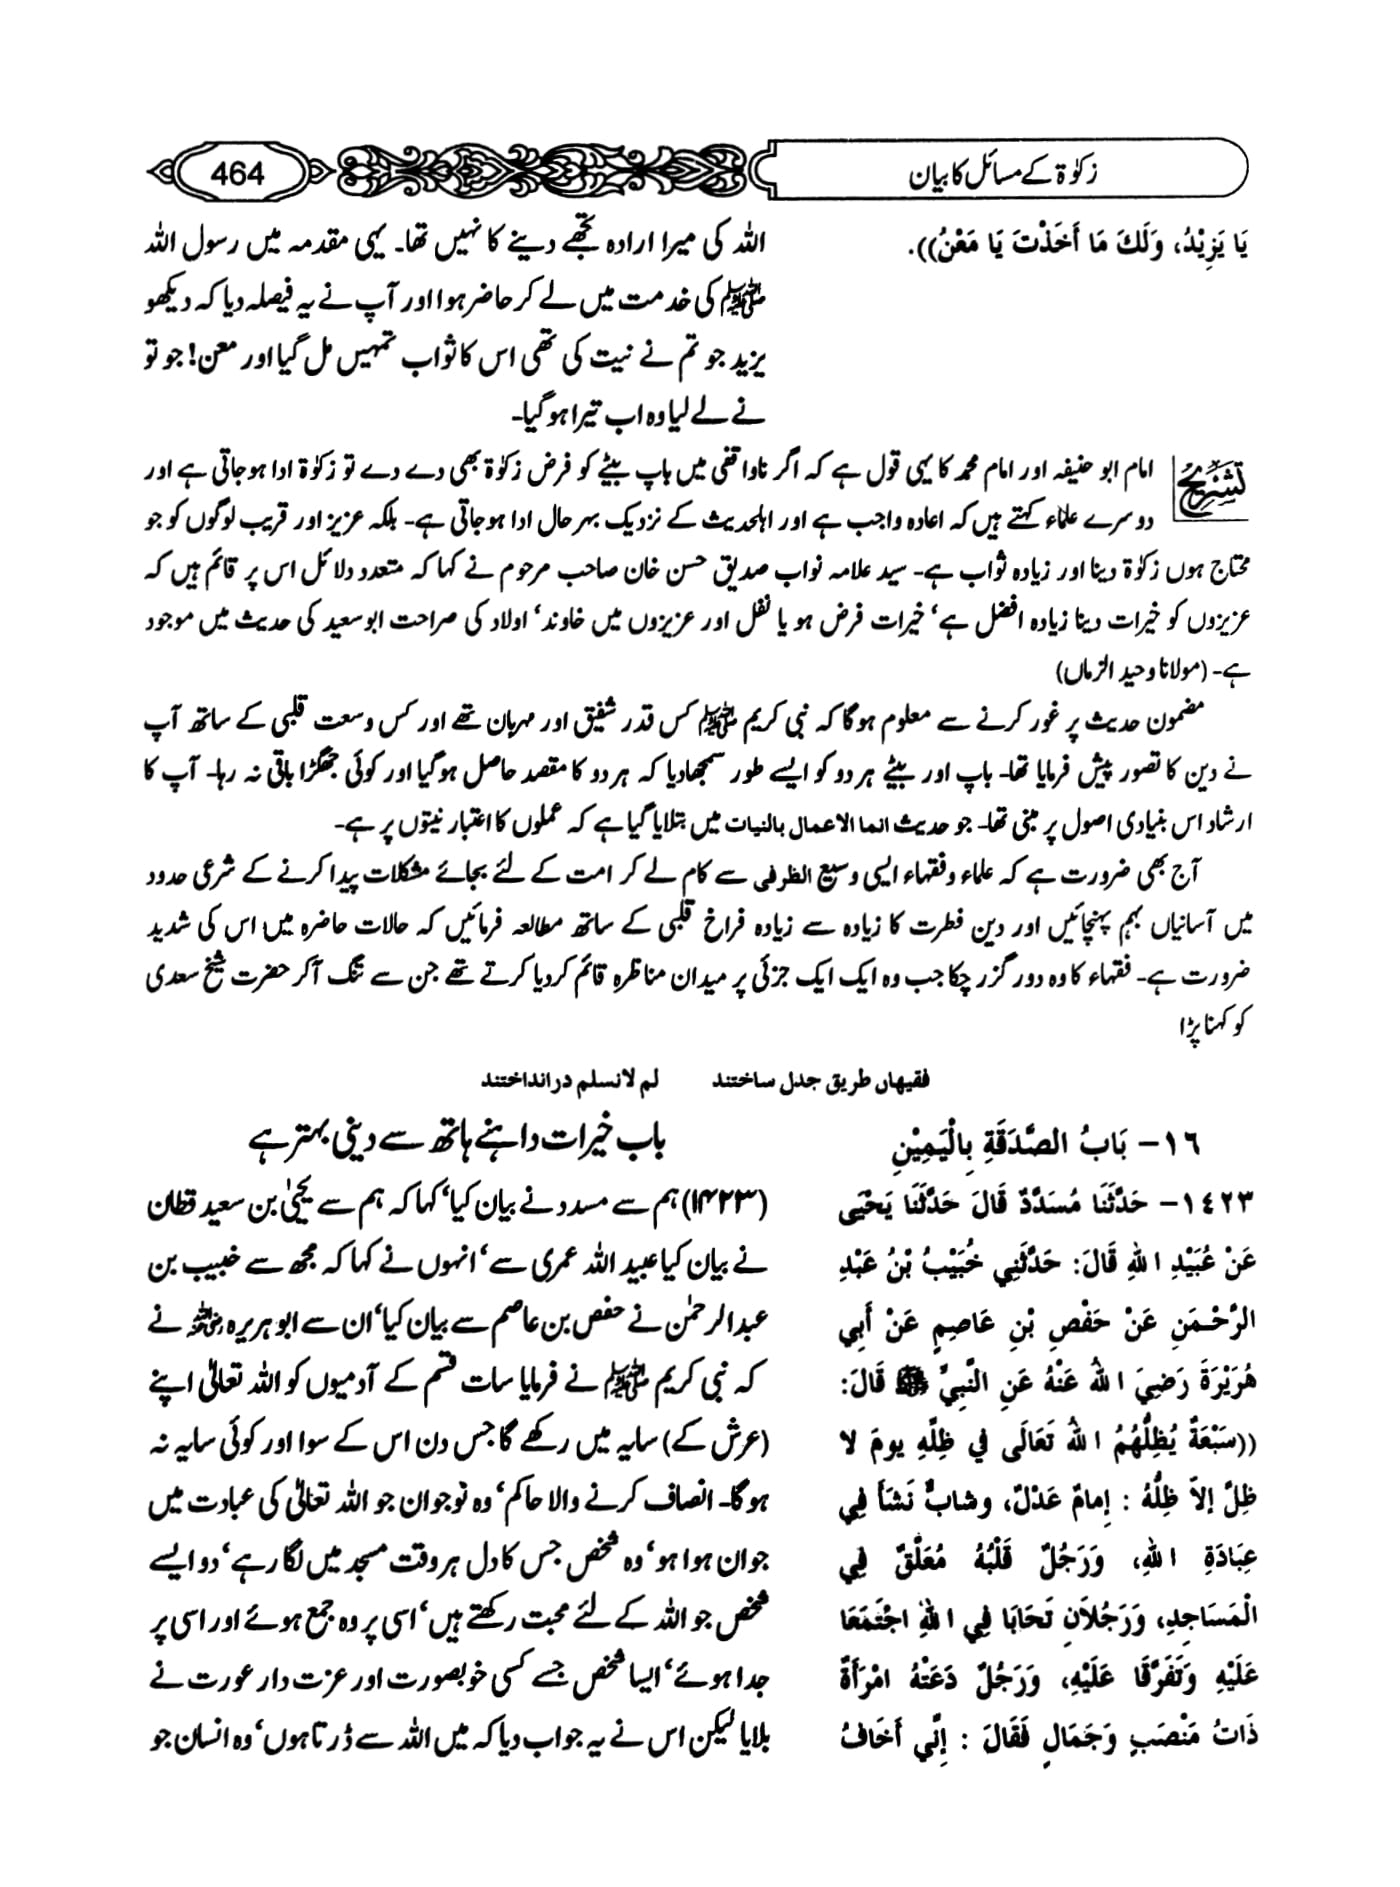 زکوٰۃ کے مسائل کا بیان
464
یَا یَزِیْدُ، وَلَكَ مَا أَخَذْتَ یَا مَعْنُ)).
اللہ کی میرا ارادہ تجھے دینے کا نہیں تھا۔ یہی مقدمہ میں رسول اللہ
ﷺ کی خدمت میں لے کر حاضر ہوا اور آپ نے یہ فیصلہ دیا کہ دیکھو
یزید جو تم نے نیت کی تھی اس کا ثواب تمہیں مل گیا اور معن! جو تو
نے لے لیا وہ اب تیرا ہو گیا۔
تشریح
امام ابو حنیفہ اور امام محمد کا یہی قول ہے کہ اگر ناواقفی میں باپ بیٹے کو فرض زکوٰۃ بھی دے دے تو زکوٰۃ ادا ہو جاتی ہے اور
دوسرے علماء کہتے ہیں کہ اعادہ واجب ہے اور اہلحدیث کے نزدیک بہر حال ادا ہو جاتی ہے۔ بلکہ عزیز اور قریب لوگوں کو جو
محتاج ہوں زکوٰۃ دینا اور زیادہ ثواب ہے۔ سید علامہ نواب صدیق حسن خان صاحب مرحوم نے کہا کہ متعدد دلائل اس پر قائم ہیں کہ
عزیزوں کو خیرات دینا زیادہ افضل ہے‘ خیرات فرض ہو یا نفل اور عزیزوں میں خاوند‘ اولاد کی صراحت ابو سعید کی حدیث میں موجود
ہے۔ (مولانا وحید الزماں)
مضمون حدیث پر غور کرنے سے معلوم ہو گا کہ نبی کریم ﷺ کس قدر شفیق اور مہربان تھے اور کس وسعت قلبی کے ساتھ آپ
نے دین کا تصور پیش فرمایا تھا۔ باپ اور بیٹے ہر دو کو ایسے طور سمجھا دیا کہ ہر دو کا مقصد حاصل ہو گیا اور کوئی جھگڑا باقی نہ رہا۔ آپ کا
ارشاد اس بنیادی اصول پر مبنی تھا۔ جو حدیث انما الاعمال بالنیات میں بتلایا گیا ہے کہ عملوں کا اعتبار نیتوں پر ہے۔
آج بھی ضرورت ہے کہ علماء و فقہاء ایسی وسیع الظرفی سے کام لے کر امت کے لئے بجائے مشکلات پیدا کرنے کے شرعی حدود
میں آسانیاں بہم پہنچائیں اور دین فطرت کا زیادہ سے زیادہ فراخ قلبی کے ساتھ مطالعہ فرمائیں کہ حالات حاضرہ میں اس کی شدید
ضرورت ہے۔ فقہاء کا وہ دور گزر چکا جب وہ ایک ایک جزئی پر میدان مناظرہ قائم کر دیا کرتے تھے جن سے تنگ آکر حضرت شیخ سعدی
کو کہنا پڑا
فقیہاں طریق جدل ساختند لم لا نسلم در انداختند
۱۶- بَابُ الصَّدَقَةِ بِالْیَمِیْنِ
۱٤۲۳- حَدَّثَنَا مُسَدَّدٌ قَالَ حَدَّثَنَا یَحْیَی
عَنْ عُبَیْدِ اللهِ قَالَ: حَدَّثَنِي خُبَیْبُ بْنُ عَبْدِ
الرَّحْمَنِ عَنْ حَفْصِ بْنِ عَاصِمٍ عَنْ أَبِي
هُرَیْرَةَ رَضِيَ اللهُ عَنْهُ عَنِ النَّبِيِّ ﷺ قَالَ:
((سَبْعَةٌ یُظِلُّهُمُ اللهُ تَعَالَى في ظِلِّهِ یومَ لا
ظِلَّ إلاّ ظِلُّهُ : إِمامٌ عَدْلٌ، وشابٌّ نَشَأَ فِي
عِبَادَةِ اللهِ، وَرَجُلٌ قَلْبُهُ مُعَلَّقٌ فِي
الْمَسَاجِدِ، وَرَجُلاَنِ تَحَابَا فِي اللهِ اجْتَمَعَا
عَلَیْهِ وَتَفَرَّقَا عَلَیْهِ، وَرَجُلٌ دَعَتْهُ امْرَأَةٌ
ذَاتُ مَنْصَبٍ وَجَمَالٍ فَقَالَ : إِنِّي أَخَافُ
باب خیرات داہنے ہاتھ سے دینی بہتر ہے
(۱۴۲۳) ہم سے مسدد نے بیان کیا‘ کہا کہ ہم سے یحییٰ بن سعید قطان
نے بیان کیا عبید اللہ عمری سے‘ انہوں نے کہا کہ مجھ سے خبیب بن
عبدالرحمٰن نے حفص بن عاصم سے بیان کیا‘ ان سے ابو ہریرہ رضی اللہ عنہ نے
کہ نبی کریم ﷺ نے فرمایا سات قسم کے آدمیوں کو اللہ تعالیٰ اپنے
(عرش کے) سایہ میں رکھے گا جس دن اس کے سوا اور کوئی سایہ نہ
ہو گا۔ انصاف کرنے والا حاکم‘ وہ نوجوان جو اللہ تعالیٰ کی عبادت میں
جوان ہوا ہو‘ وہ شخص جس کا دل ہر وقت مسجد میں لگا رہے‘ دو ایسے
شخص جو اللہ کے لئے محبت رکھتے ہیں‘ اسی پر وہ جمع ہوئے اور اسی پر
جدا ہوئے‘ ایسا شخص جسے کسی خوبصورت اور عزت دار عورت نے
بلایا لیکن اس نے یہ جواب دیا کہ میں اللہ سے ڈرتا ہوں‘ وہ انسان جو